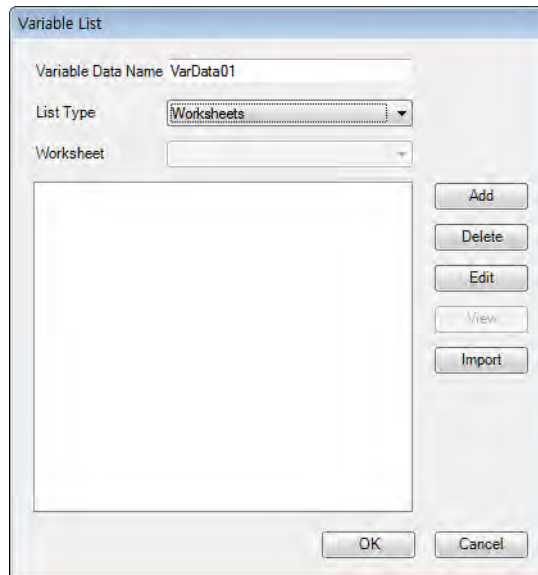 Variable List
Variable Data Name VarData01
List Type Worksheets
Worksheet
Add
Delete
Edit
View
Import
OK Cancel